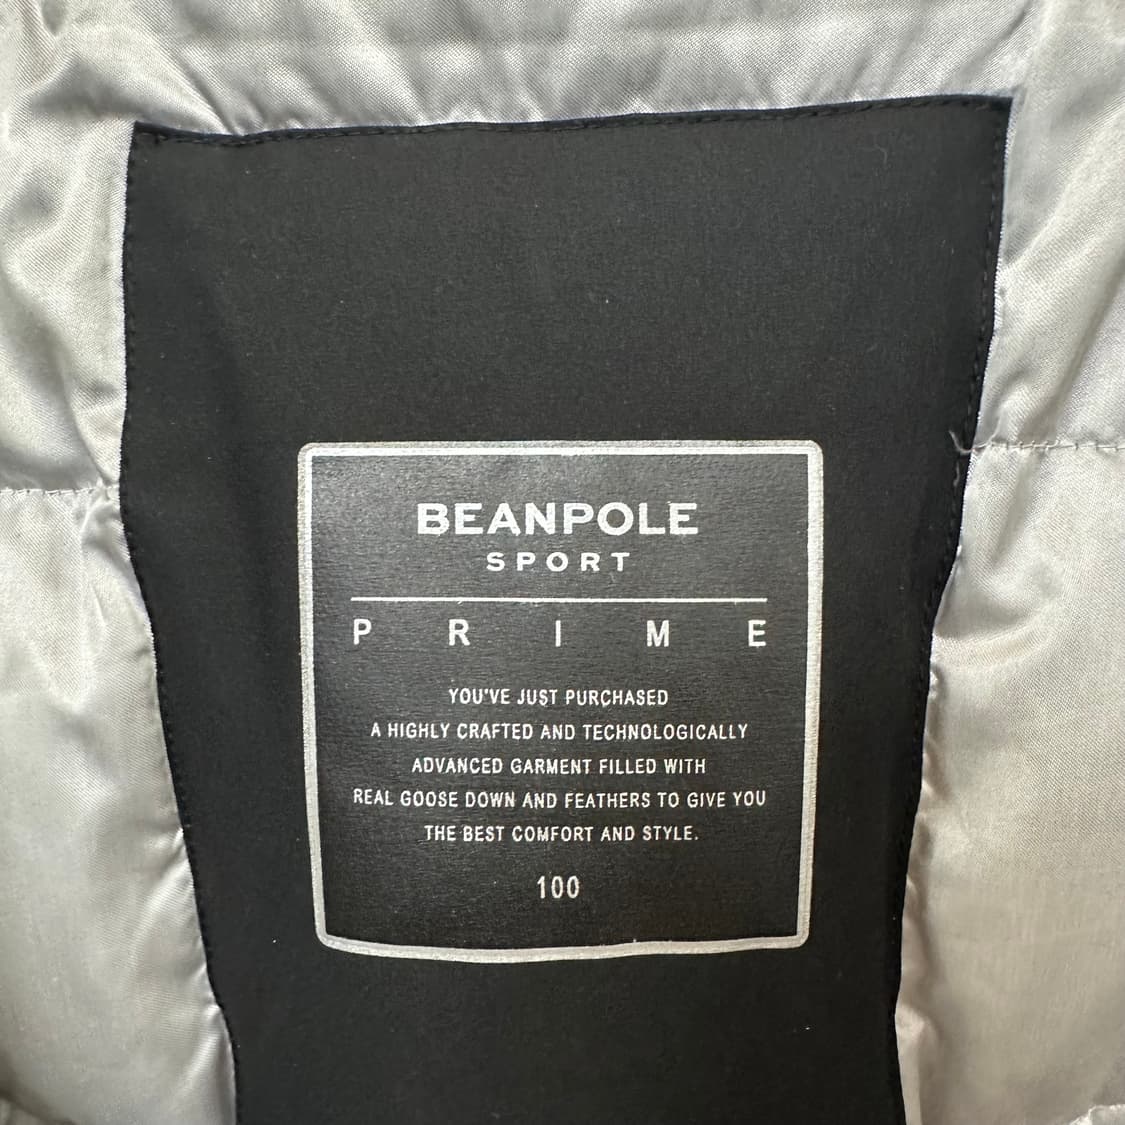 BEANPOLE
SPORT
PRIME
YOU'VE JUST PURCHASED
A HIGHLY CRAFTED AND TECHNOLOGICALLY
ADVANCED GARMENT FILLED WITH
REAL GOOSE DOWN AND FEATHERS TO GIVE YOU
THE BEST COMFORT AND STYLE.
100